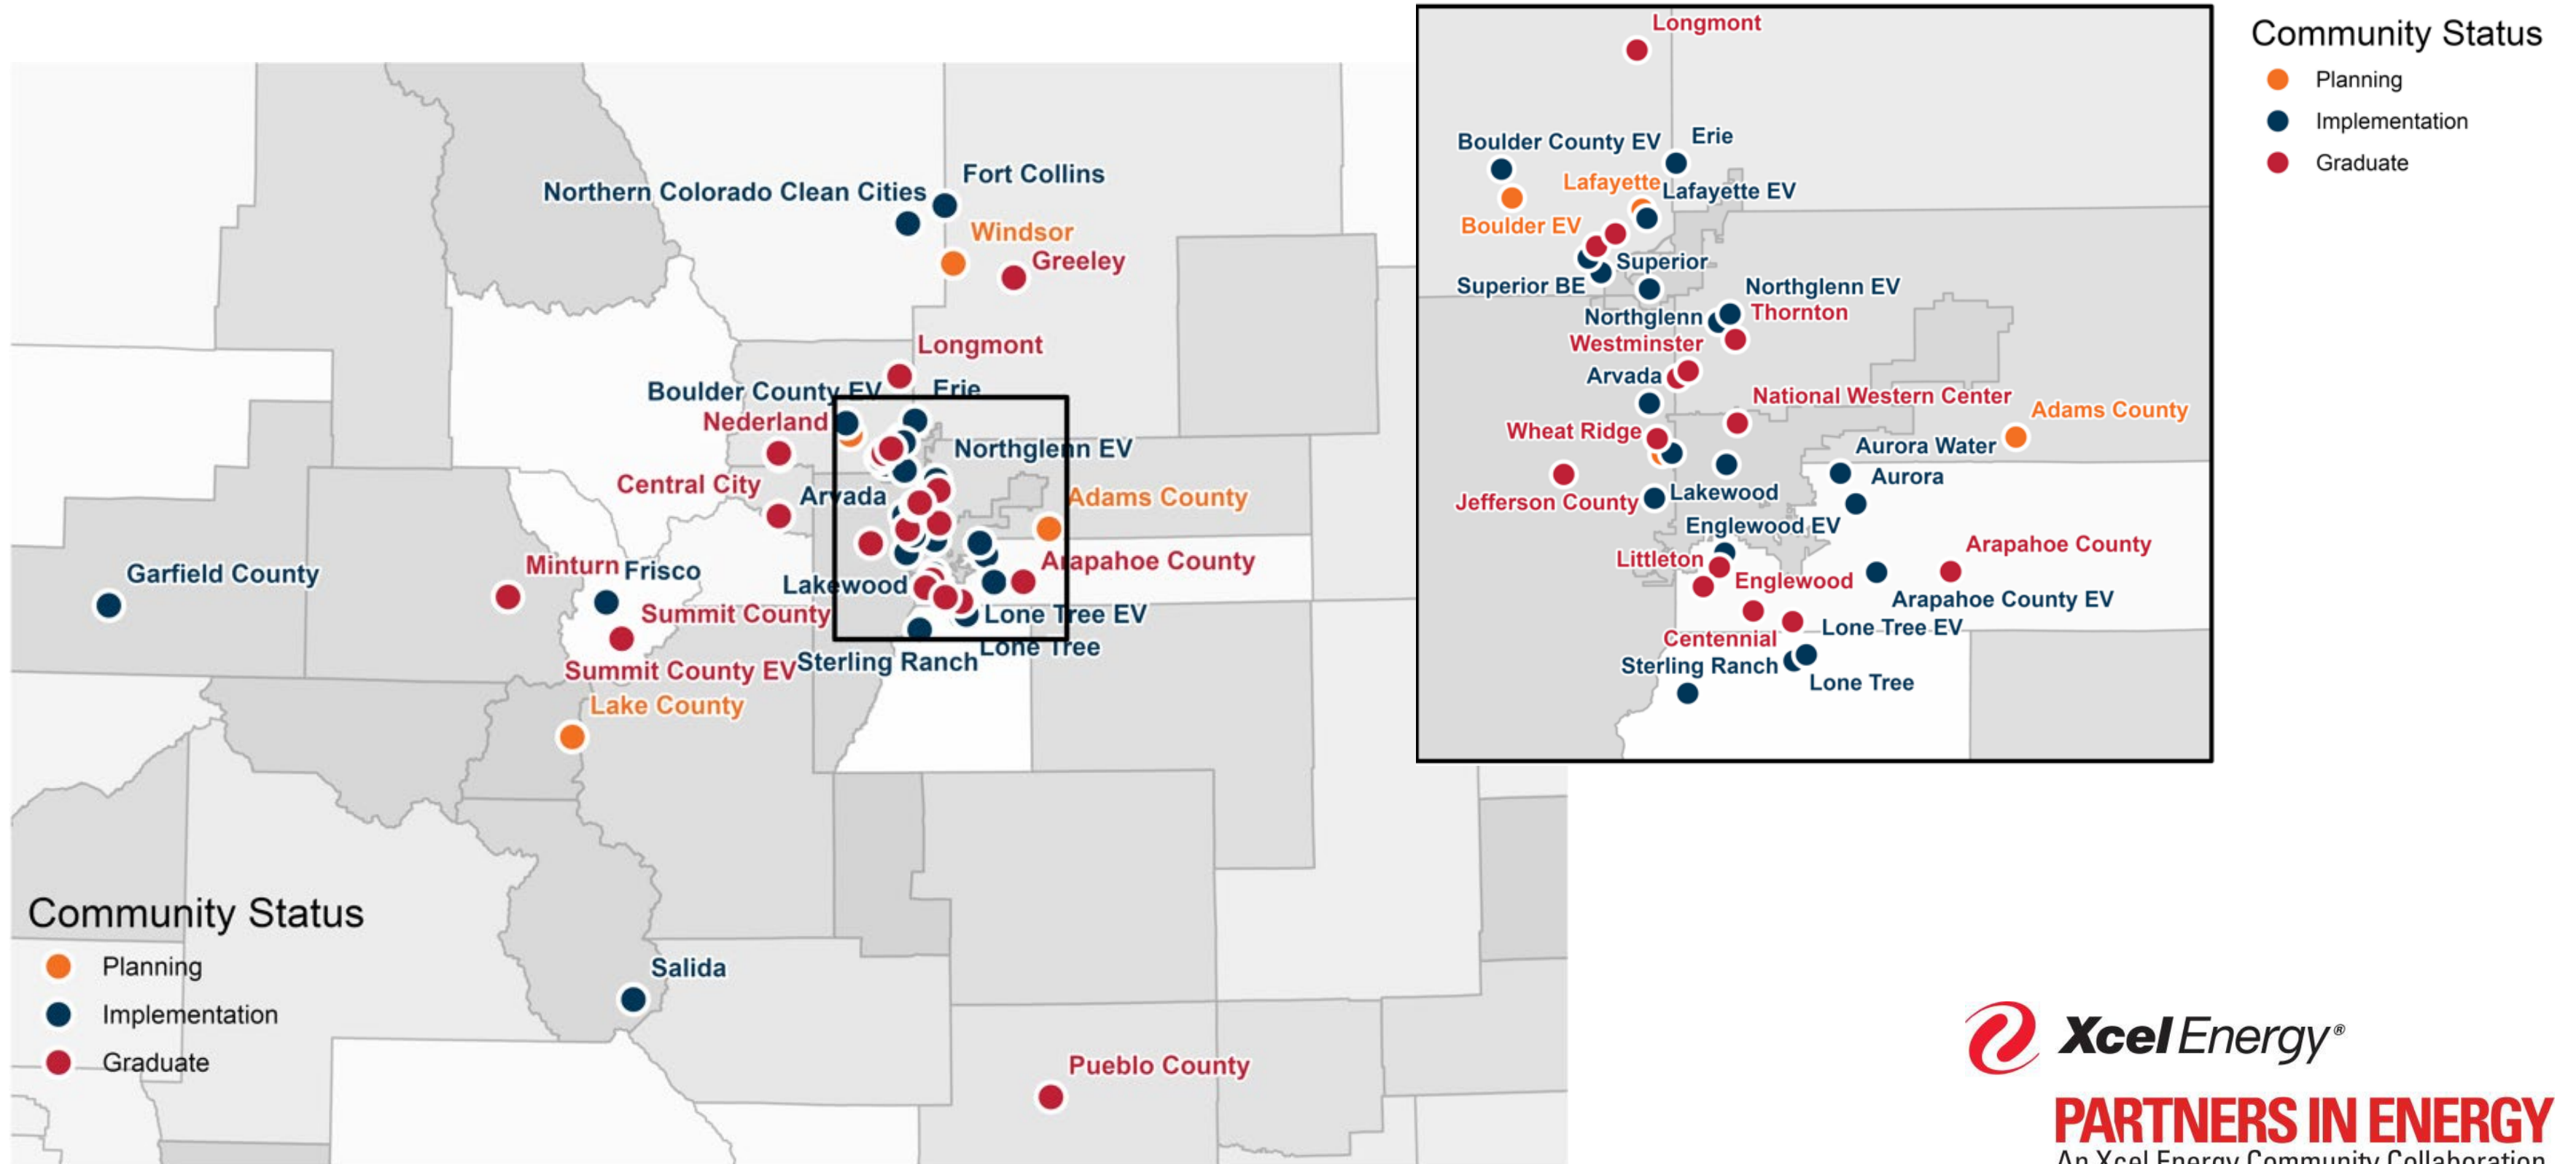 Northern Colorado Clean Cities
Fort Collins
Windsor
Greeley
Longmont
Boulder County EV
Erie
Nederland
Northglenn EV
Central City
Arvada
Adams County
Garfield County
Minturn
Frisco
Arapahoe County
Lakewood
Summit County
Lone Tree EV
Lone Tree
Summit County EV
Sterling Ranch
Lake County
Salida
Pueblo County
Community Status
Planning
Implementation
Graduate
Longmont
Boulder County EV
Erie
Lafayette
Lafayette EV
Boulder EV
Superior
Superior BE
Northglenn EV
Northglenn
Thornton
Westminster
Arvada
National Western Center
Adams County
Wheat Ridge
Aurora Water
Aurora
Jefferson County
Lakewood
Englewood EV
Littleton
Arapahoe County
Englewood
Arapahoe County EV
Centennial
Lone Tree EV
Sterling Ranch
Lone Tree
Community Status
Planning
Implementation
Graduate
Xcel Energy®
PARTNERS IN ENERGY
An Xcel Energy Community Collaboration